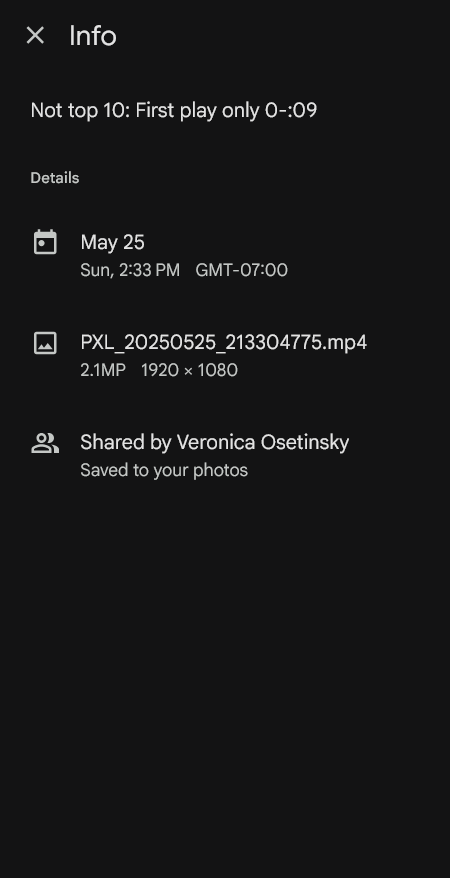 Info
Not top 10: First play only 0-:09
Details
May 25
Sun, 2:33 PM GMT-07:00
PXL_20250525_213304775.mp4
2.1MP 1920 × 1080
Shared by Veronica Osetinsky
Saved to your photos